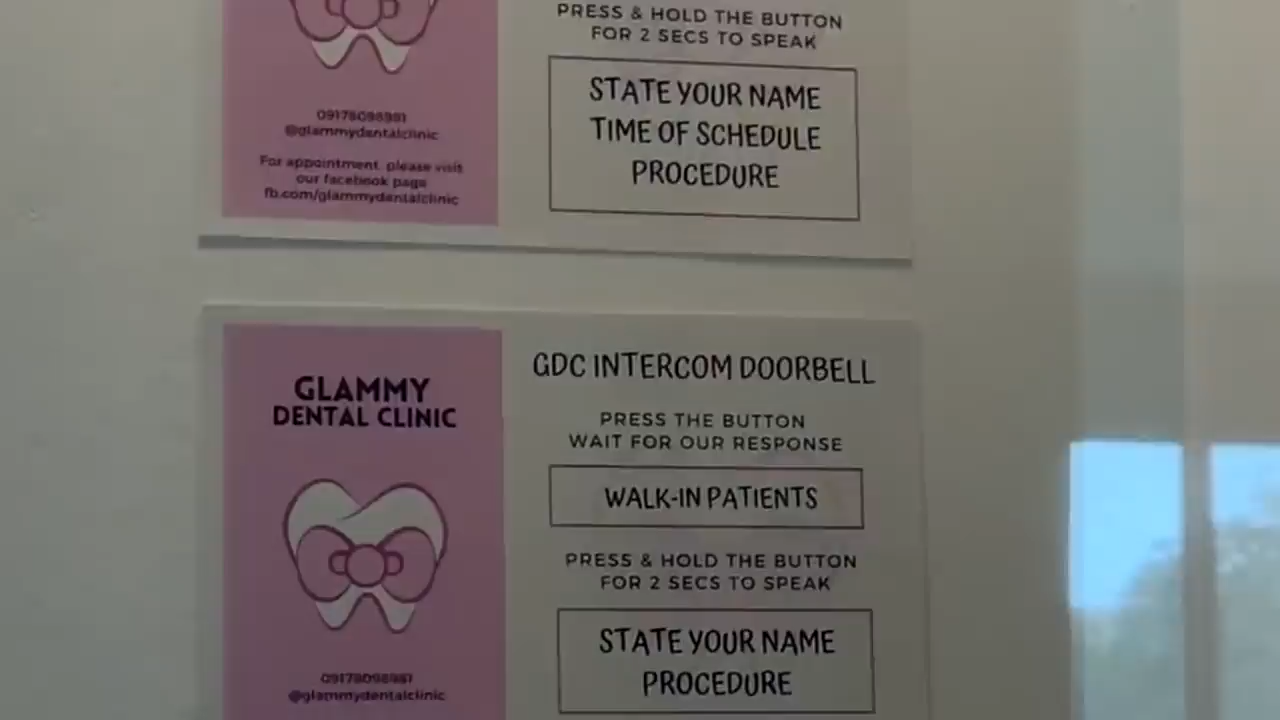 09178098981
@glammydentalclinic
For appointment, please visit
our facebook page
fb.com/glammydentalclinic
PRESS & HOLD THE BUTTON
FOR 2 SECS TO SPEAK
STATE YOUR NAME
TIME OF SCHEDULE
PROCEDURE
GLAMMY
DENTAL CLINIC
09178098981
@glammydentalclinic
GDC INTERCOM DOORBELL
PRESS THE BUTTON
WAIT FOR OUR RESPONSE
WALK-IN PATIENTS
PRESS & HOLD THE BUTTON
FOR 2 SECS TO SPEAK
STATE YOUR NAME
PROCEDURE